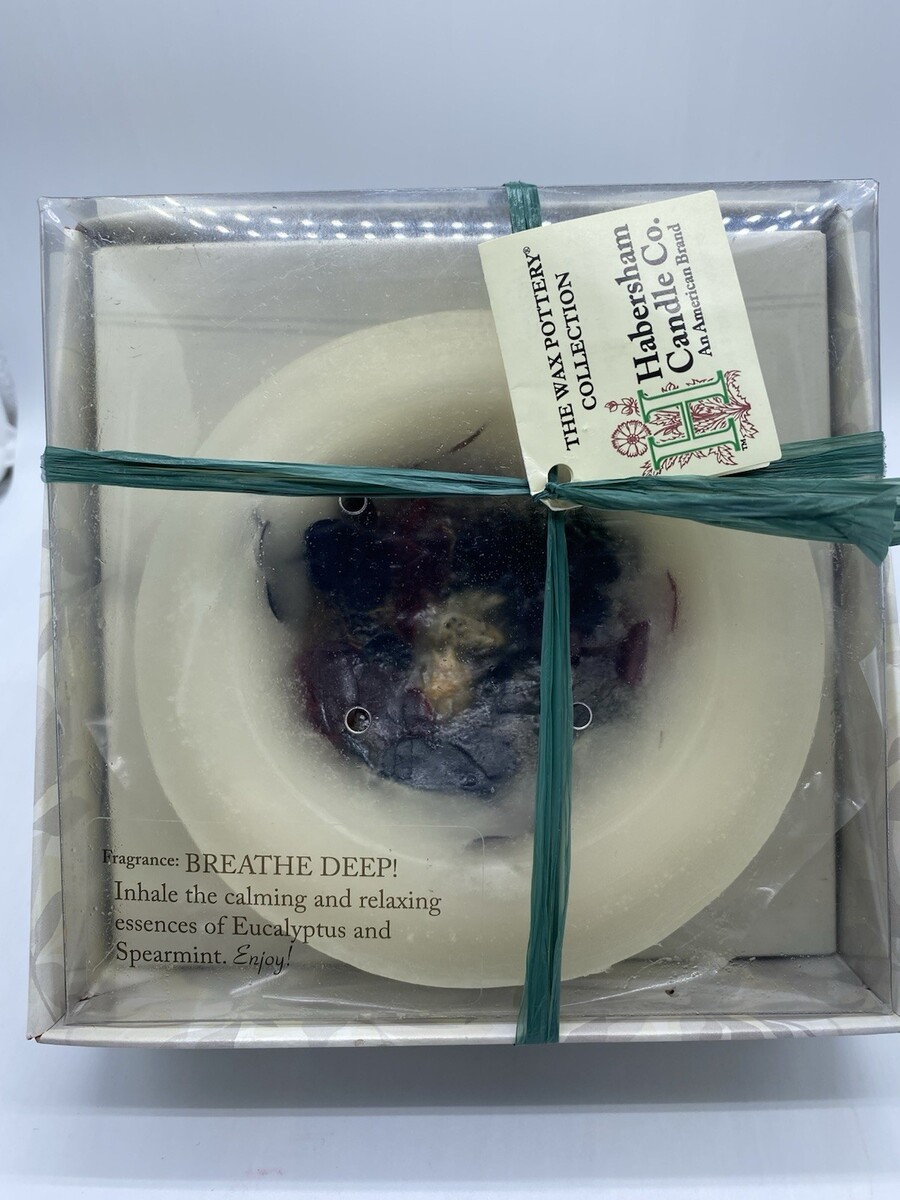 THE WAX POTTERY®
COLLECTION
H™
Habersham
Candle Co.
An American Brand
Fragrance: BREATHE DEEP!
Inhale the calming and relaxing
essences of Eucalyptus and
Spearmint. Enjoy!